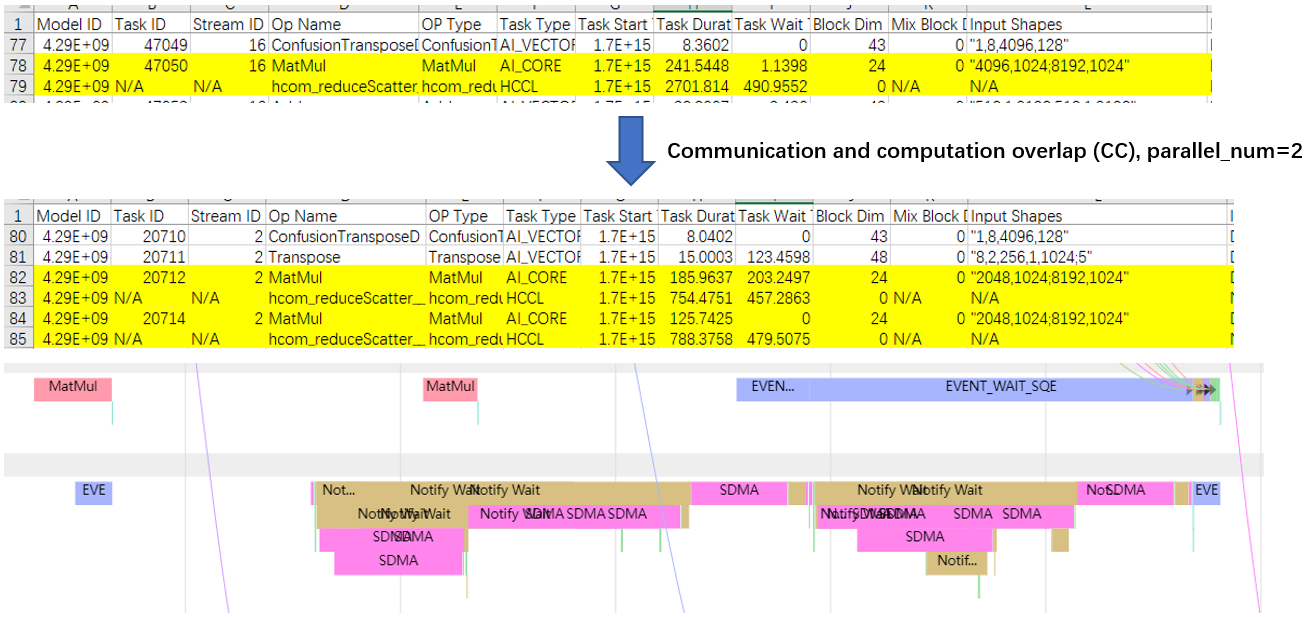 1 Model ID Task ID Stream ID Op Name OP Type Task Type Task Start Task Durat Task Wait Block Dim Mix Block Input Shapes
77 4.29E+09 47049 16 ConfusionTransposeD ConfusionT AI_VECTOR 1.7E+15 8.3602 0 43 0 "1,8,4096,128"
78 4.29E+09 47050 16 MatMul MatMul AI_CORE 1.7E+15 241.5448 1.1398 24 0 "4096,1024;8192,1024"
79 4.29E+09 N/A N/A hcom_reduceScatter_ hcom_redu HCCL 1.7E+15 2701.814 490.9552 0 N/A N/A
Communication and computation overlap (CC), parallel_num=2
1 Model ID Task ID Stream ID Op Name OP Type Task Type Task Start Task Durat Task Wait Block Dim Mix Block Input Shapes
80 4.29E+09 20710 2 ConfusionTransposeD ConfusionT AI_VECTOR 1.7E+15 8.0402 0 43 0 "1,8,4096,128"
81 4.29E+09 20711 2 Transpose Transpose AI_VECTOR 1.7E+15 15.0003 123.4598 48 0 "8,2,256,1,1024;5"
82 4.29E+09 20712 2 MatMul MatMul AI_CORE 1.7E+15 185.9637 203.2497 24 0 "2048,1024;8192,1024"
83 4.29E+09 N/A N/A hcom_reduceScatter__ hcom_redu HCCL 1.7E+15 754.4751 457.2863 0 N/A N/A
84 4.29E+09 20714 2 MatMul MatMul AI_CORE 1.7E+15 125.7425 0 24 0 "2048,1024;8192,1024"
85 4.29E+09 N/A N/A hcom_reduceScatter__ hcom_redu HCCL 1.7E+15 788.3758 479.5075 0 N/A N/A
MatMul MatMul EVEN... EVENT_WAIT_SQE
EVE Not... Notify Wait Notify Wait SDMA Notify Wait Notify Wait Not... SDMA EVE
Notify Wait Notify Wait Notify Wait SDMA SDMA SDMA SDMA SDMA SDMA
SDMA SDMA SDMA
SDMA Notif...